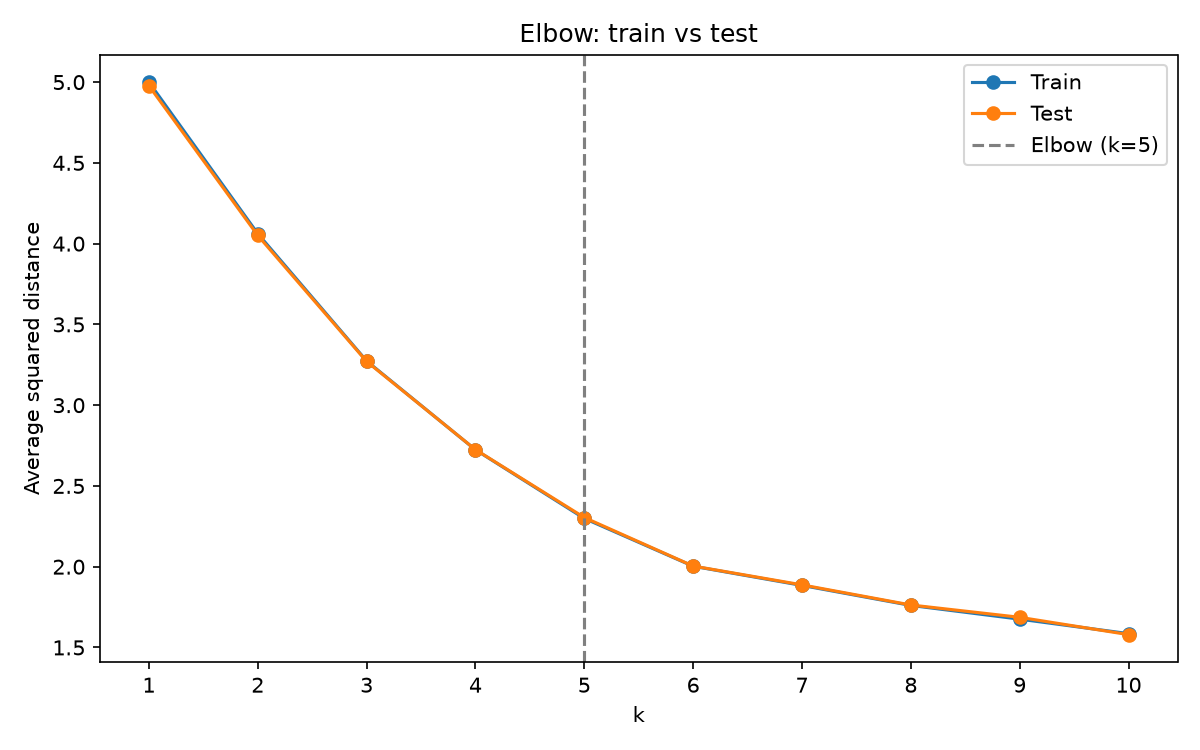 Elbow: train vs test
Train
Test
Elbow (k=5)
Average squared distance
5.0
4.5
4.0
3.5
3.0
2.5
2.0
1.5
1 2 3 4 5 6 7 8 9 10
k